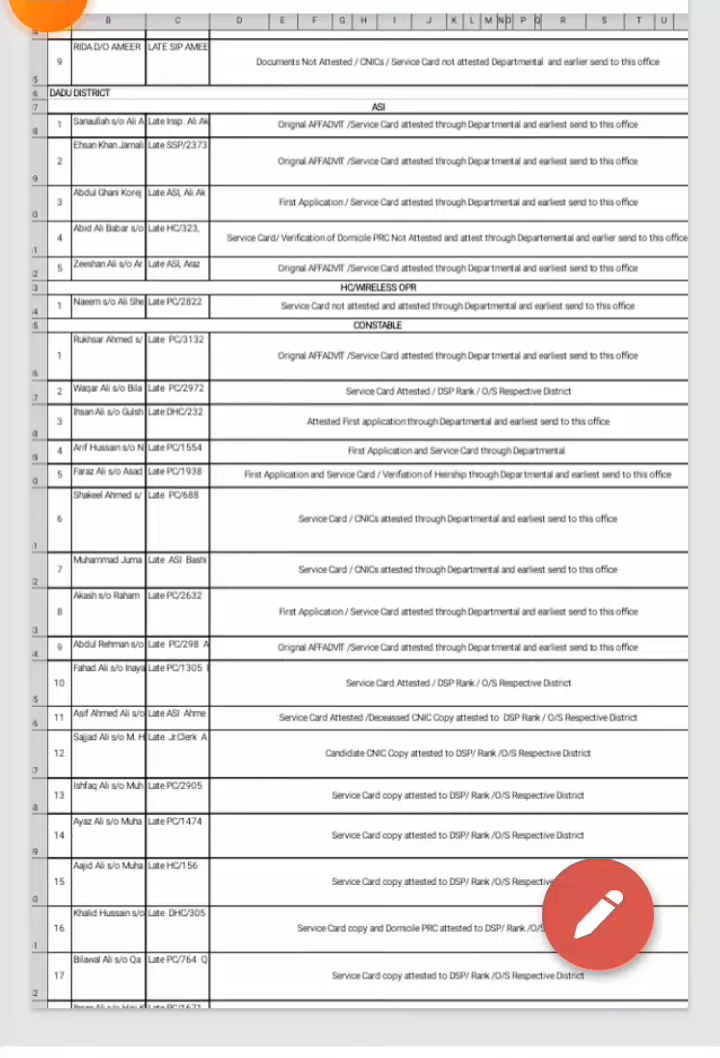 B C D E F G H I J K L M N O P Q R S T U
9 RIDA D/O AMEER LATE SIP AMEE Documents Not Attested / CNICs / Service Card not attested Departmental and earlier send to this office
DADU DISTRICT
ASI
1 Sanaullah s/o Ali A Late Insp. Ali Ak Orignal AFFADVIT /Service Card attested through Departmental and earliest send to this office
2 Ehsan Khan Jamali Late SSP/2373 Orignal AFFADVIT /Service Card attested through Departmental and earliest send to this office
3 Abdul Ghani Korej Late ASI, Ali Ak First Application / Service Card attested through Departmental and earliest send to this office
4 Abid Ali Babar s/o Late HC/323, Service Card/ Verification of Domicile PRC Not Attested and attest through Departemental and earlier send to this office
5 Zeeshan Ali s/o Ar Late ASI, Araz Orignal AFFADVIT /Service Card attested through Departmental and earliest send to this office
HC/WIRELESS OPR
1 Naeem s/o Ali She Late PC/2822 Service Card not attested and attested through Departmental and earliest send to this office
CONSTABLE
1 Rukhsar Ahmed s/ Late PC/3132 Orignal AFFADVIT /Service Card attested through Departmental and earliest send to this office
2 Waqar Ali s/o Bila Late PC/2972 Service Card Attested / DSP Rank / O/S Respective District
3 Ihsan Ali s/o Gulsh Late DHC/232 Attested First application through Departmental and earliest send to this office
4 Arif Hussain s/o N Late PC/1554 First Application and Service Card through Departmental
5 Faraz Ali s/o Asad Late PC/1938 First Application and Service Card / Verifiation of Heirship through Departmental and earliest send to this office
6 Shakeel Ahmed s/ Late PC/688 Service Card / CNICs attested through Departmental and earliest send to this office
7 Muhammad Juma Late ASI Bashi Service Card / CNICs attested through Departmental and earliest send to this office
8 Akash s/o Raham Late PC/2632 First Application / Service Card attested through Departmental and earliest send to this office
9 Abdul Rehman s/o Late PC/298 A Orignal AFFADVIT /Service Card attested through Departmental and earliest send to this office
10 Fahad Ali s/o Inaya Late PC/1305 Service Card Attested / DSP Rank / O/S Respective District
11 Asif Ahmed Ali s/o Late ASI Ahme Service Card Attested /Deceassed CNIC Copy attested to DSP Rank / O/S Respective District
12 Sajjad Ali s/o M. H Late Jr.Clerk A Candidate CNIC Copy attested to DSP/ Rank /O/S Respective District
13 Ishfaq Ali s/o Muh Late PC/2905 Service Card copy attested to DSP/ Rank /O/S Respective District
14 Ayaz Ali s/o Muha Late PC/1474 Service Card copy attested to DSP/ Rank /O/S Respective District
15 Aajid Ali s/o Muha Late HC/156 Service Card copy attested to DSP/ Rank /O/S Respective
16 Khalid Hussain s/o Late DHC/305 Service Card copy and Domicile PRC attested to DSP/ Rank /O/S
17 Bilawal Ali s/o Qa Late PC/764 Q Service Card copy attested to DSP/ Rank /O/S Respective District